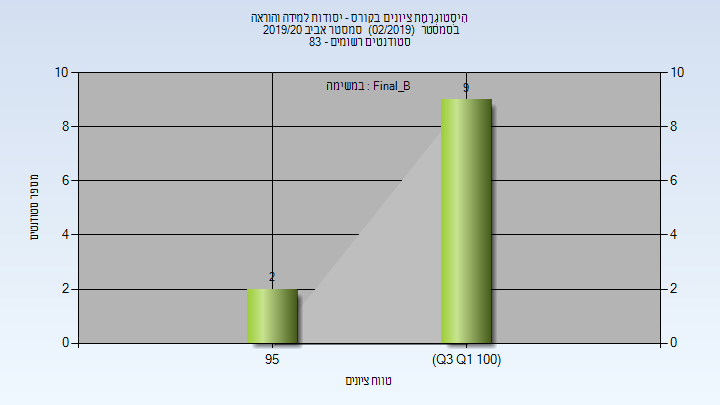 היסטוגרמת ציונים בקורס - יסודות למידה והוראה
בסמסטר (02/2019) סמסטר אביב 2019/20
סטודנטים רשומים - 83
במשימה : Final_B
10
8
6
4
2
0
10
8
6
4
2
0
2
9
מספר סטודנטים
95
(Q3 Q1 100)
טווח ציונים